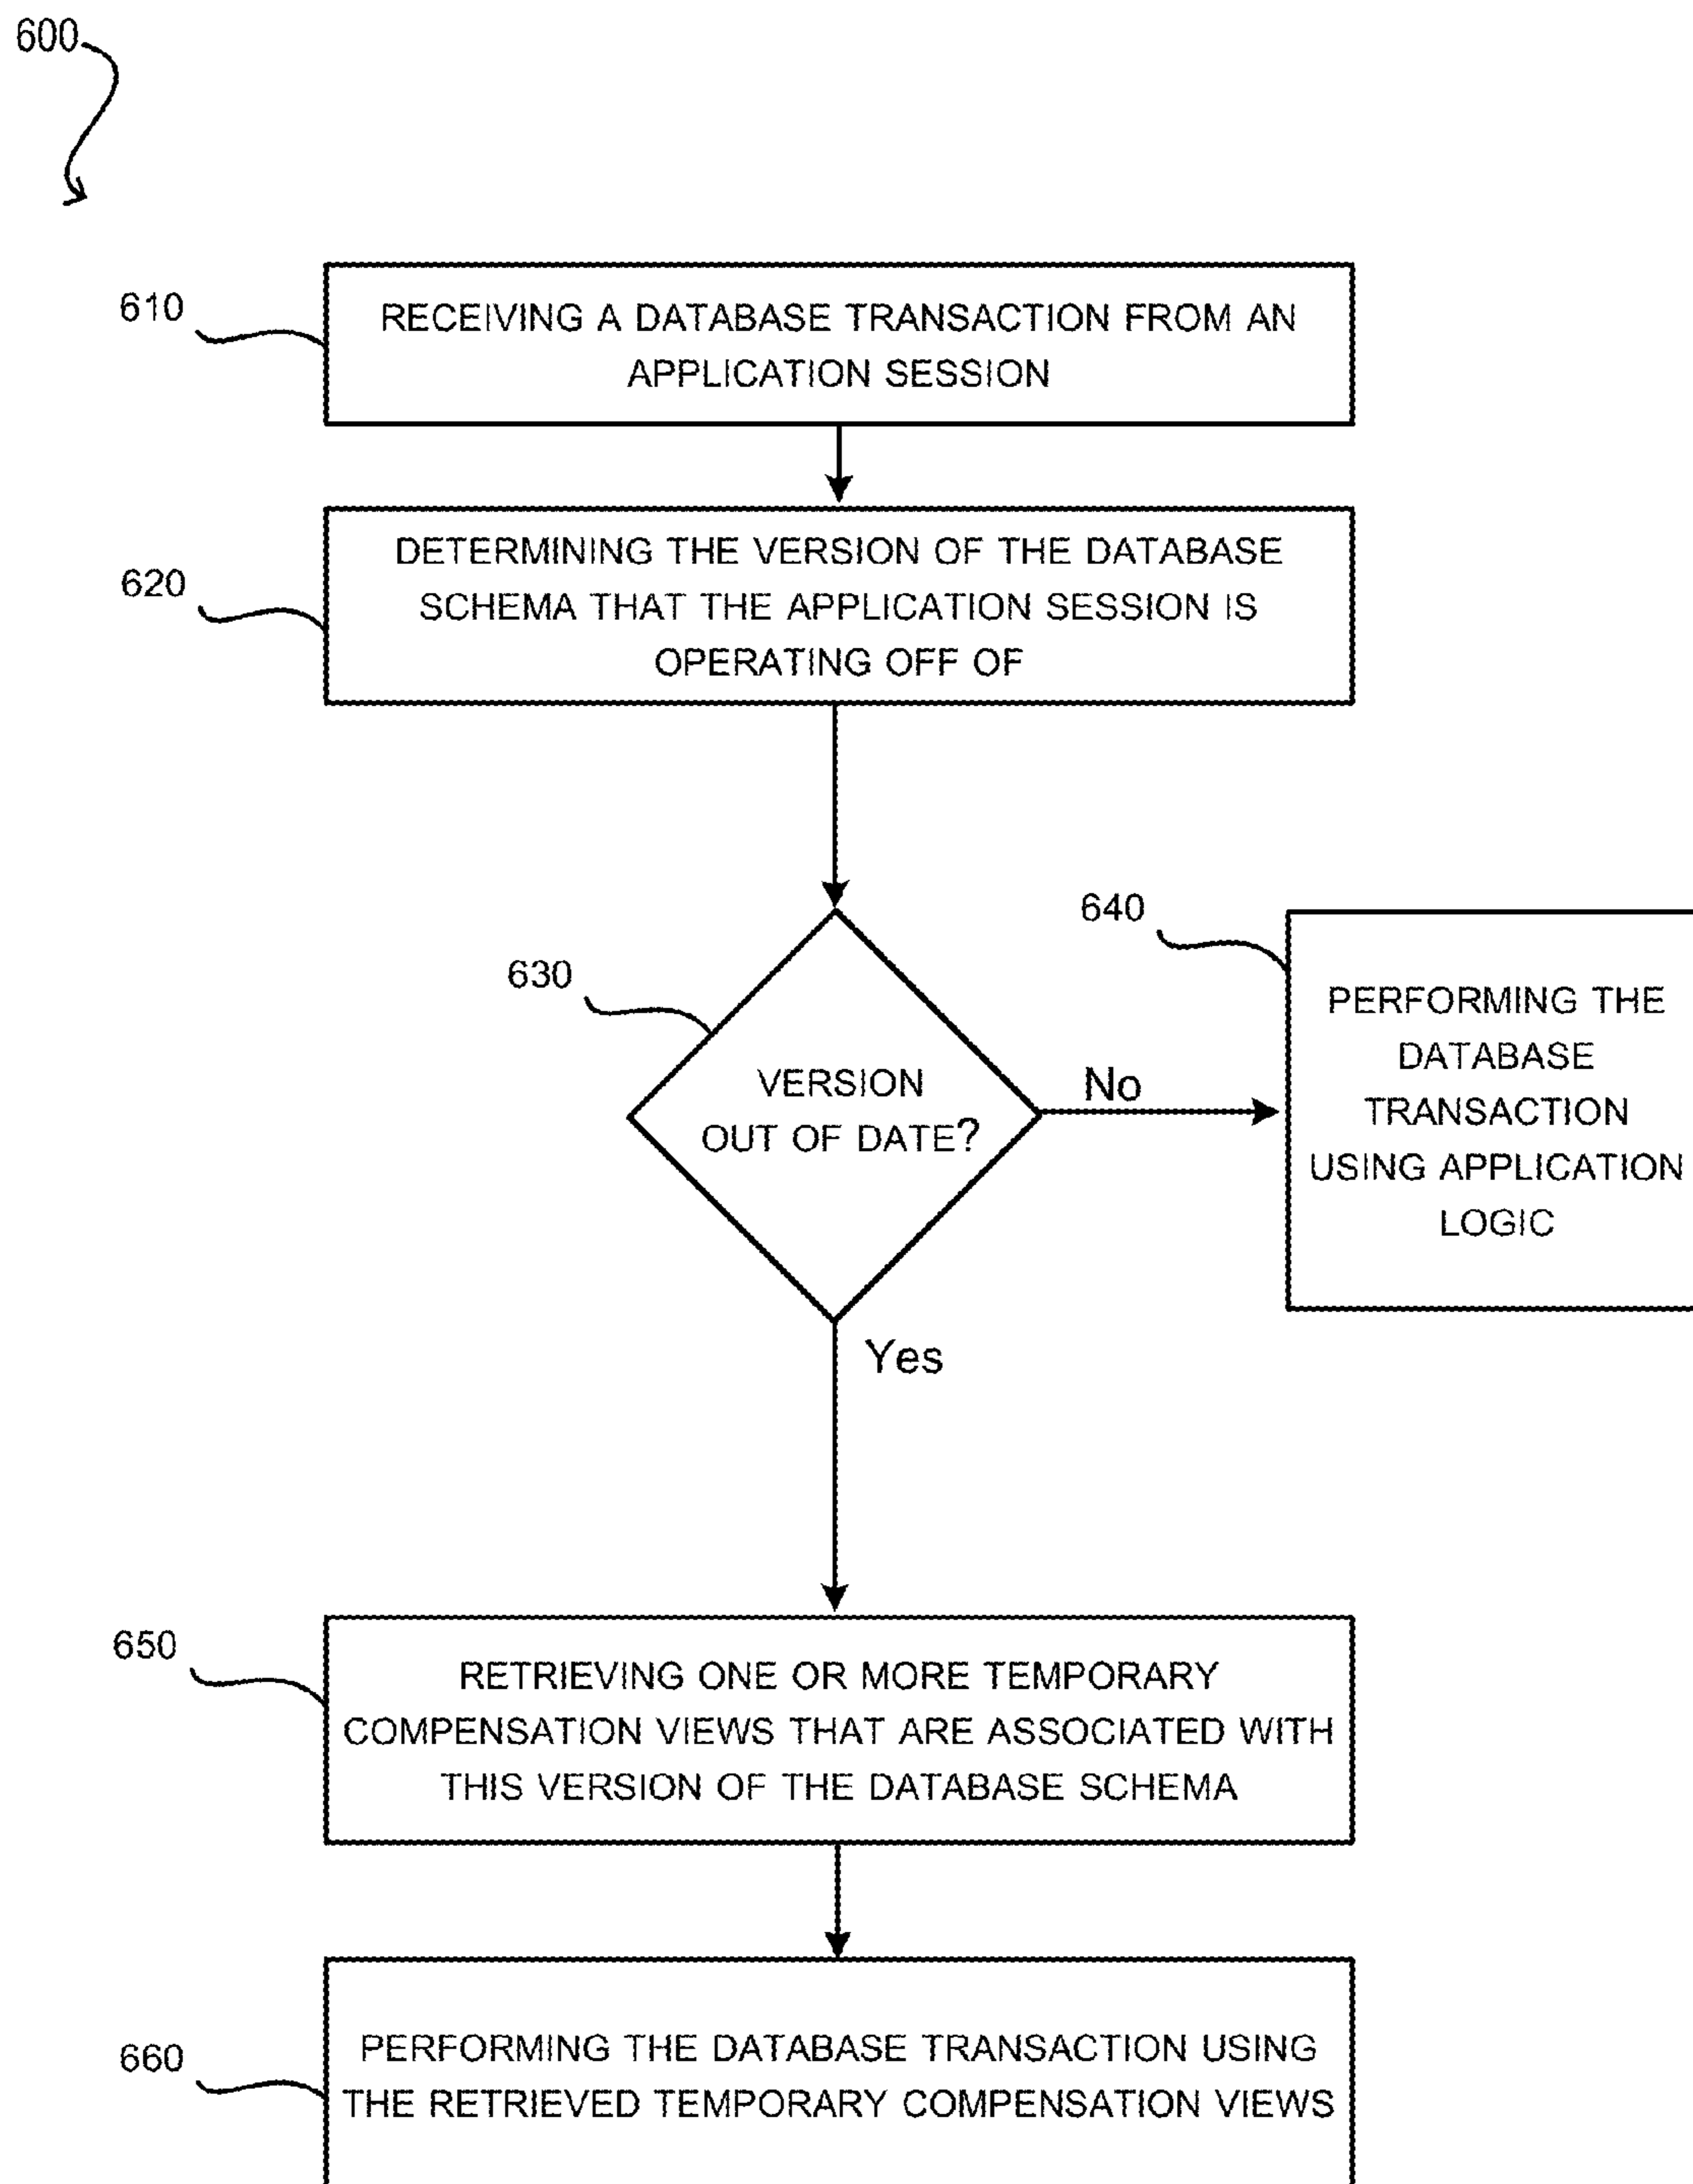 600
610
RECEIVING A DATABASE TRANSACTION FROM AN
APPLICATION SESSION
620
DETERMINING THE VERSION OF THE DATABASE
SCHEMA THAT THE APPLICATION SESSION IS
OPERATING OFF OF
630
VERSION
OUT OF DATE?
No
640
PERFORMING THE
DATABASE
TRANSACTION
USING APPLICATION
LOGIC
Yes
650
RETRIEVING ONE OR MORE TEMPORARY
COMPENSATION VIEWS THAT ARE ASSOCIATED WITH
THIS VERSION OF THE DATABASE SCHEMA
660
PERFORMING THE DATABASE TRANSACTION USING
THE RETRIEVED TEMPORARY COMPENSATION VIEWS